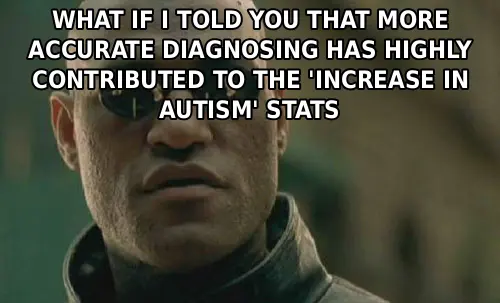 WHAT IF I TOLD YOU THAT MORE
ACCURATE DIAGNOSING HAS HIGHLY
CONTRIBUTED TO THE 'INCREASE IN
AUTISM' STATS